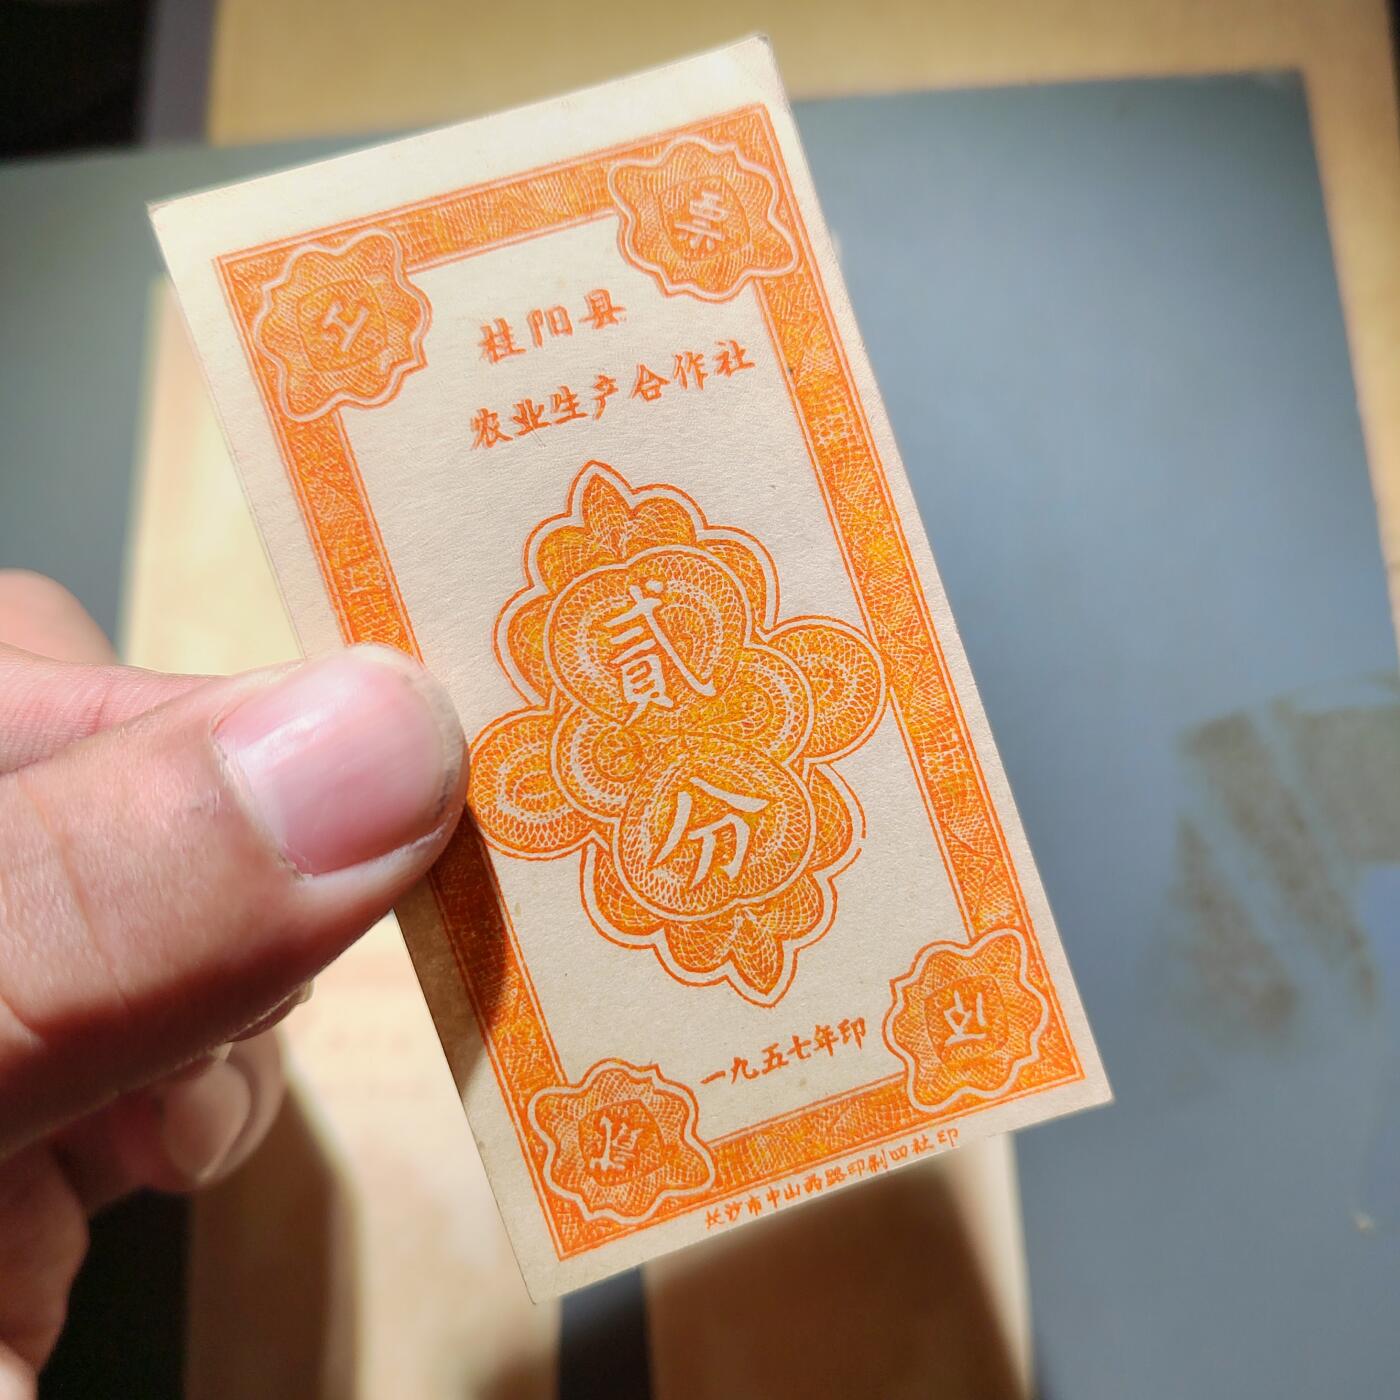 桂阳县
农业生产合作社
贰
分
一九五七年印
长沙市中山西路印刷四社印